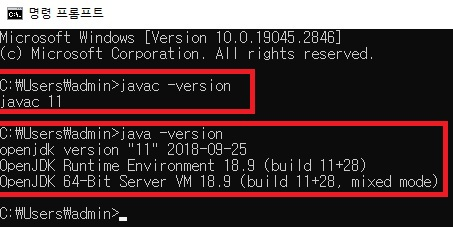 명령 프롬프트
Microsoft Windows [Version 10.0.19045.2846]
(c) Microsoft Corporation. All rights reserved.
C:₩Users₩admin>javac -version
javac 11
C:₩Users₩admin>java -version
openjdk version "11" 2018-09-25
OpenJDK Runtime Environment 18.9 (build 11+28)
OpenJDK 64-Bit Server VM 18.9 (build 11+28, mixed mode)
C:₩Users₩admin>_